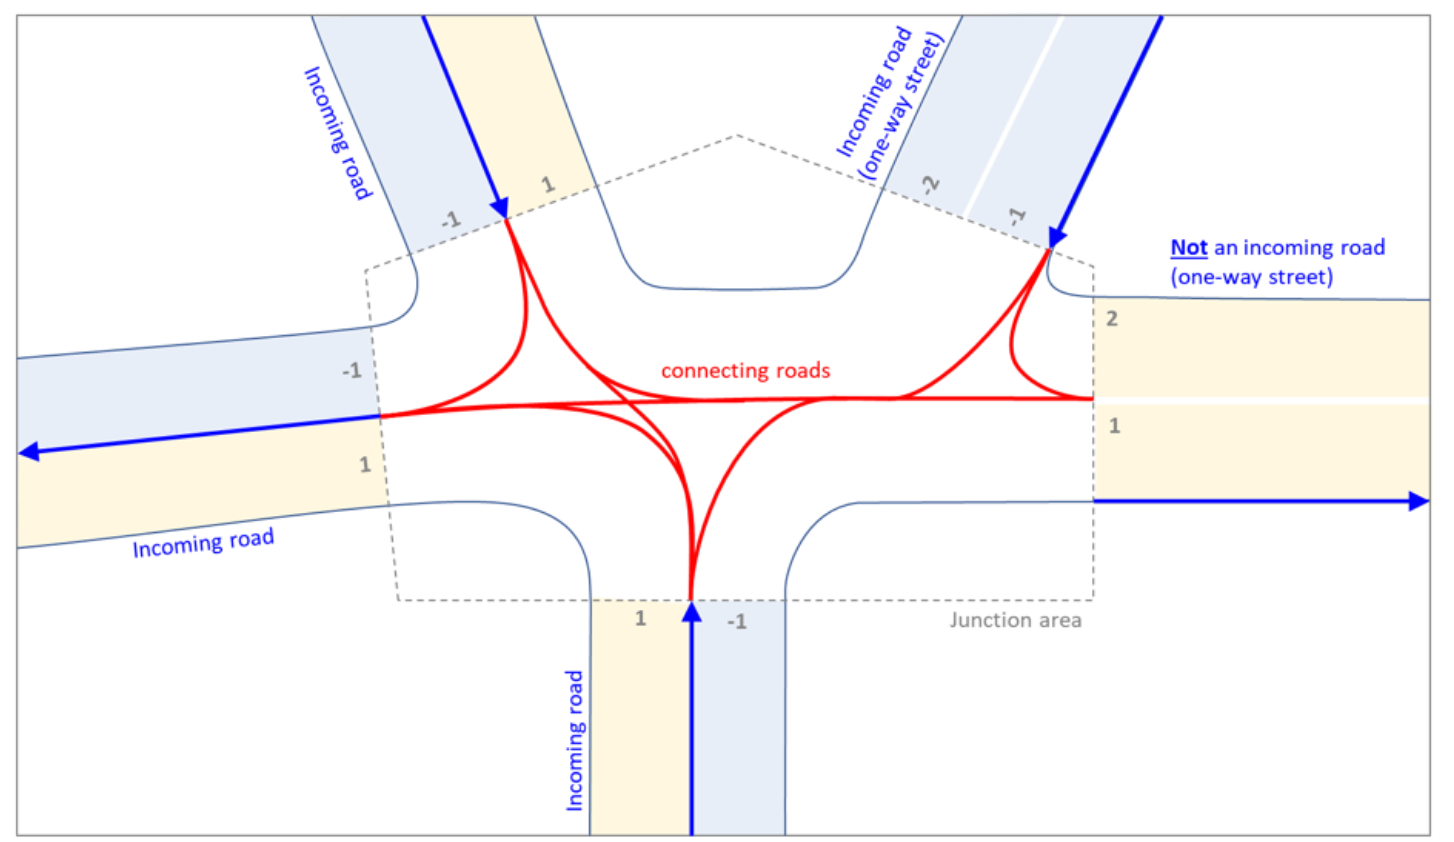 Incoming road
-1
1
Incoming road
(one-way street)
-2
-1
Not an incoming road
(one-way street)
2
1
connecting roads
-1
1
Incoming road
1
-1
Incoming road
Junction area